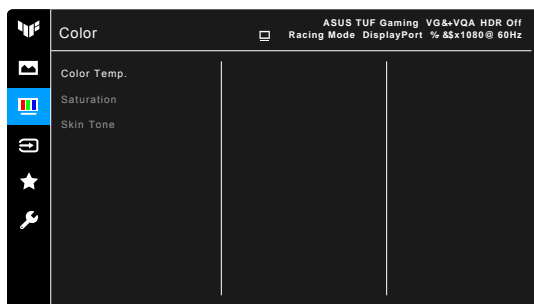 Color
ASUS TUF Gaming VG&+VQA HDR Off
Racing Mode DisplayPort % &$x1080@ 60Hz
Color Temp.
Saturation
Skin Tone